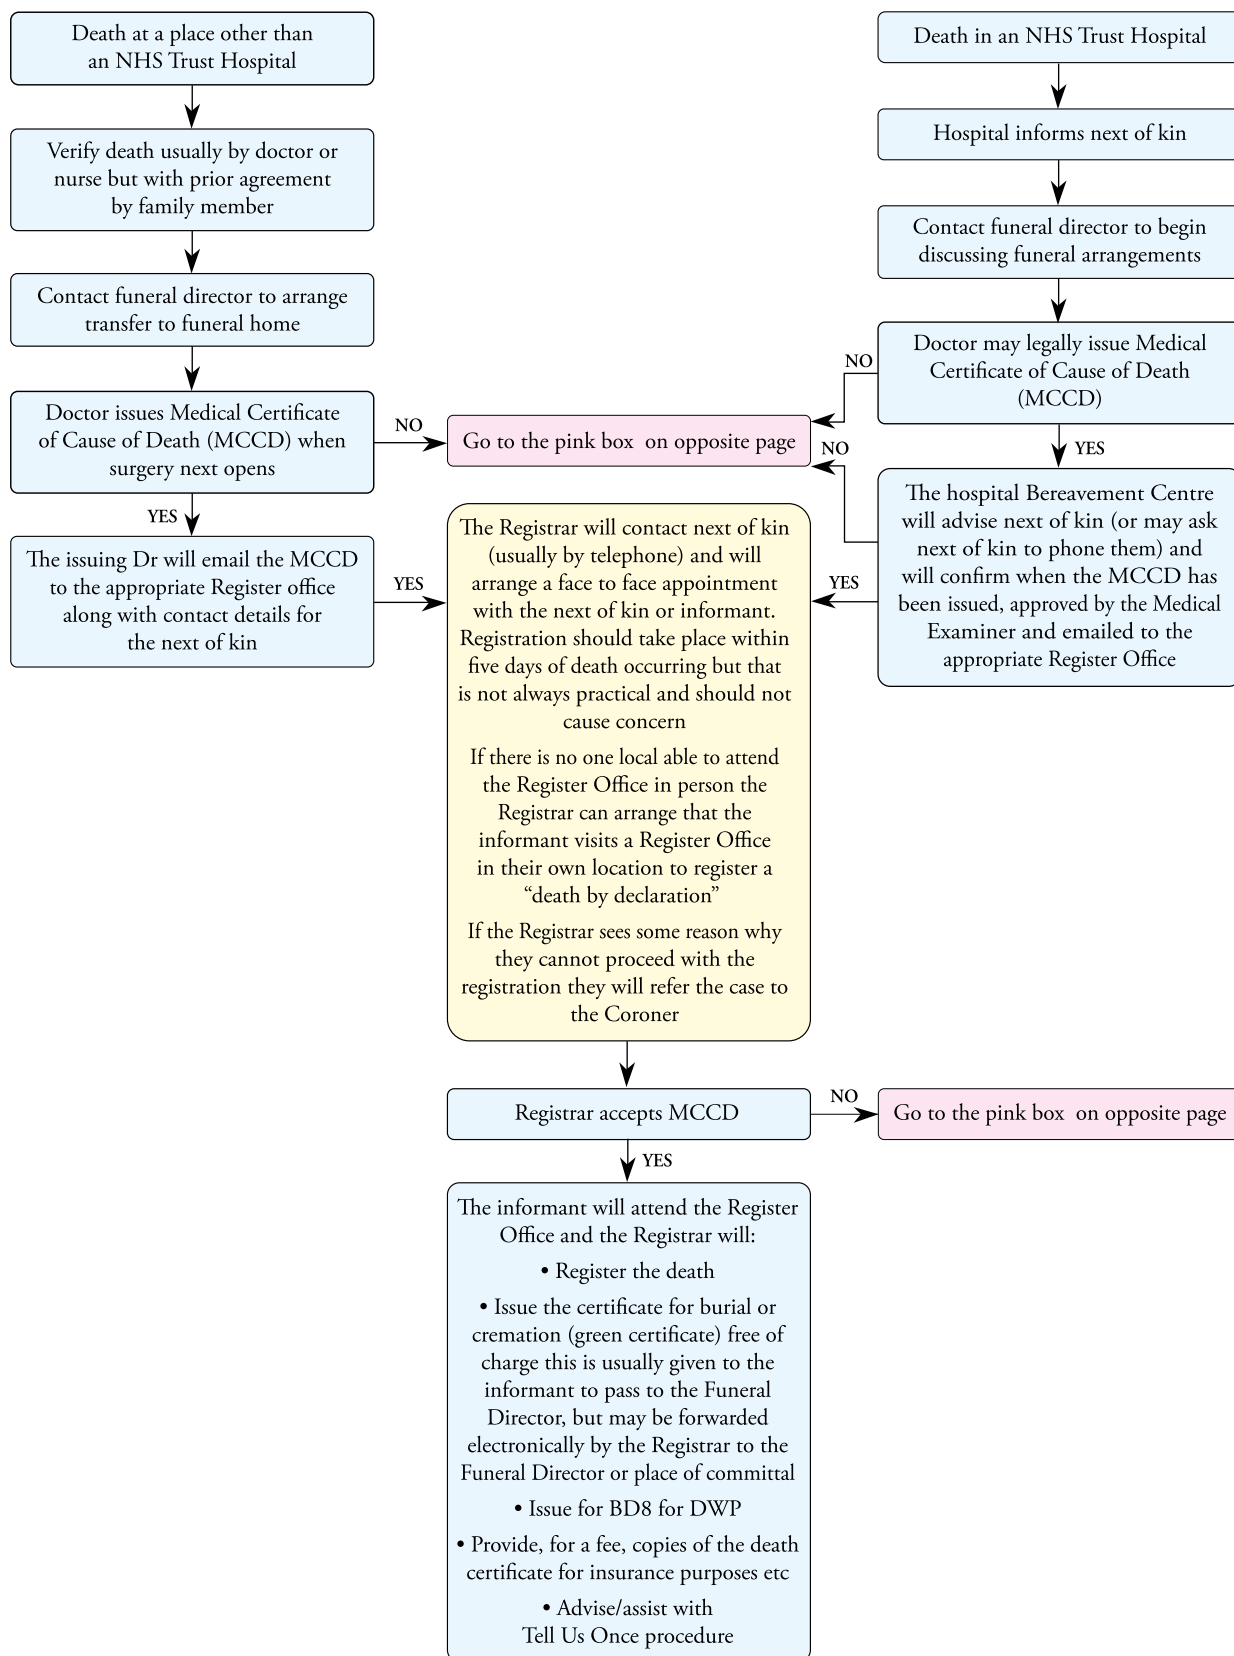 Death at a place other than
an NHS Trust Hospital
Verify death usually by doctor or
nurse but with prior agreement
by family member
Contact funeral director to arrange
transfer to funeral home
Doctor issues Medical Certificate
of Cause of Death (MCCD) when
surgery next opens
NO
YES
The issuing Dr will email the MCCD
to the appropriate Register office
along with contact details for
the next of kin
YES
Death in an NHS Trust Hospital
Hospital informs next of kin
Contact funeral director to begin
discussing funeral arrangements
Doctor may legally issue Medical
Certificate of Cause of Death
(MCCD)
NO
YES
The hospital Bereavement Centre
will advise next of kin (or may ask
next of kin to phone them) and
will confirm when the MCCD has
been issued, approved by the Medical
Examiner and emailed to the
appropriate Register Office
NO
YES
Go to the pink box on opposite page
The Registrar will contact next of kin
(usually by telephone) and will
arrange a face to face appointment
with the next of kin or informant.
Registration should take place within
five days of death occurring but that
is not always practical and should not
cause concern
If there is no one local able to attend
the Register Office in person the
Registrar can arrange that the
informant visits a Register Office
in their own location to register a
“death by declaration”
If the Registrar sees some reason why
they cannot proceed with the
registration they will refer the case to
the Coroner
Registrar accepts MCCD
NO
Go to the pink box on opposite page
YES
The informant will attend the Register
Office and the Registrar will:
• Register the death
• Issue the certificate for burial or
cremation (green certificate) free of
charge this is usually given to the
informant to pass to the Funeral
Director, but may be forwarded
electronically by the Registrar to the
Funeral Director or place of committal
• Issue for BD8 for DWP
• Provide, for a fee, copies of the death
certificate for insurance purposes etc
• Advise/assist with
Tell Us Once procedure